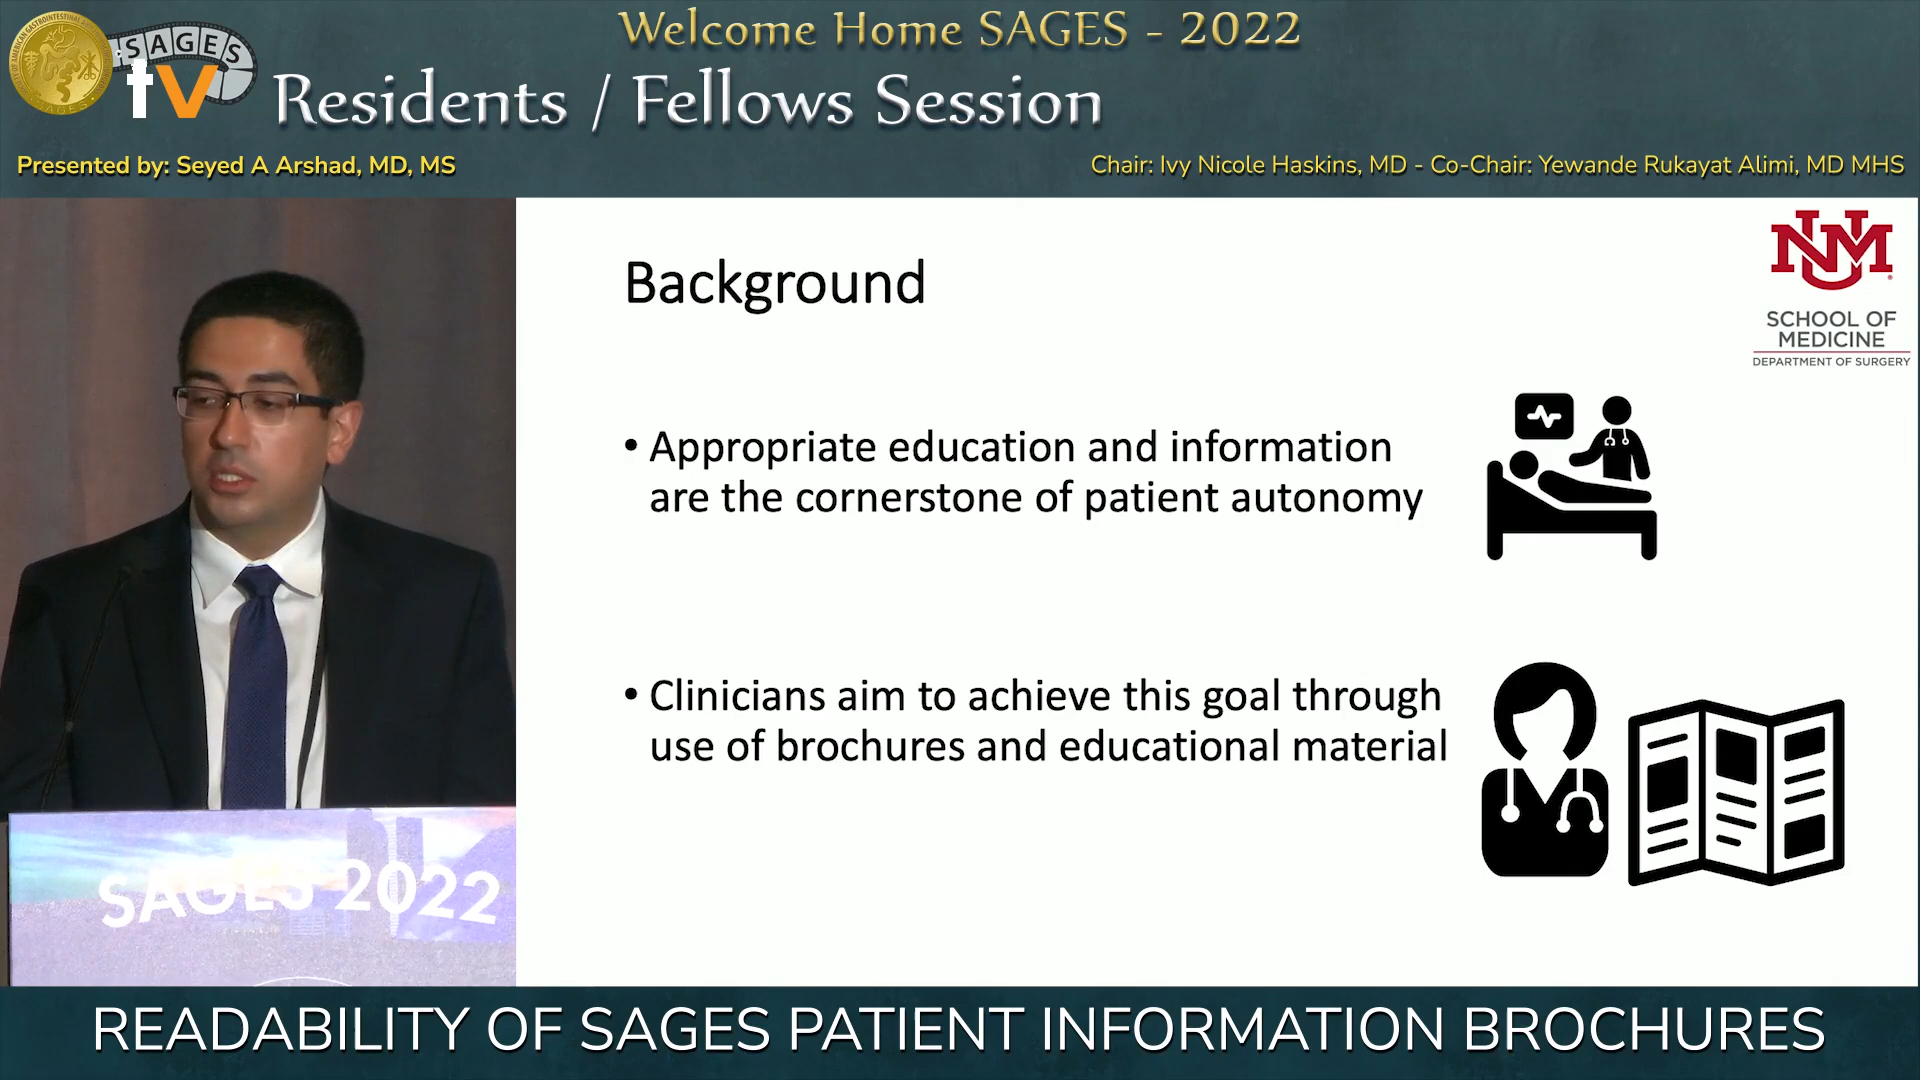 Welcome Home SAGES - 2022
SAGES
tv
Residents / Fellows Session
Presented by: Seyed A Arshad, MD, MS
Chair: Ivy Nicole Haskins, MD - Co-Chair: Yewande Rukayat Alimi, MD MHS
UNM
SCHOOL OF
MEDICINE
DEPARTMENT OF SURGERY
Background
• Appropriate education and information
are the cornerstone of patient autonomy
• Clinicians aim to achieve this goal through
use of brochures and educational material
SAGES 2022
READABILITY OF SAGES PATIENT INFORMATION BROCHURES